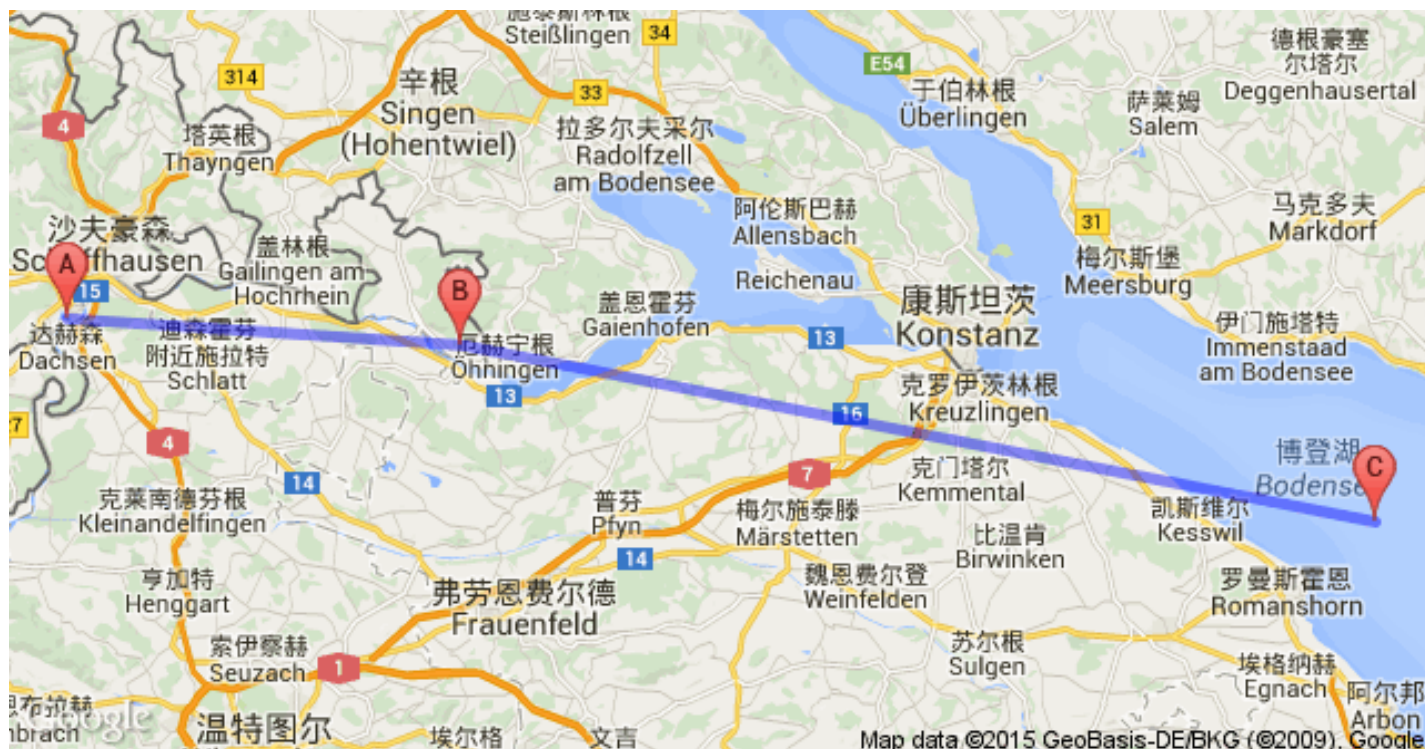 施泰斯林根
Steißlingen
34
E54
德根豪塞
尔塔尔
Deggenhausertal
314
辛根
Singen
(Hohentwiel)
33
于伯林根
Überlingen
萨莱姆
Salem
4
塔英根
Thayngen
拉多尔夫采尔
Radolfzell
am Bodensee
阿伦斯巴赫
Allensbach
31
马克多夫
Markdorf
沙夫豪森
A
15
盖林根
Gailingen am
Hochrhein
B
Reichenau
梅尔斯堡
Meersburg
盖恩霍芬
Gaienhofen
康斯坦茨
Konstanz
达赫森
Dachsen
迪森霍芬
附近施拉特
Schlatt
厄赫宁根
Öhningen
13
13
伊门施塔特
Immenstaad
am Bodensee
克罗伊茨林根
Kreuzlingen
16
27
4
14
7
克门塔尔
Kemmental
博登湖
C
克莱南德芬根
Kleinandelfingen
普芬
Pfyn
梅尔施泰滕
Märstetten
凯斯维尔
Kesswil
比温肯
Birwinken
14
亨加特
Henggart
弗劳恩费尔德
Frauenfeld
魏恩费尔登
Weinfelden
罗曼斯霍恩
Romanshorn
索伊察赫
Seuzach
1
苏尔根
Sulgen
埃格纳赫
Egnach
布拉赫
Google
温特图尔
埃尔格
文吉
阿尔邦
Arbon
Map data ©2015 GeoBasis-DE/BKG (©2009), Google